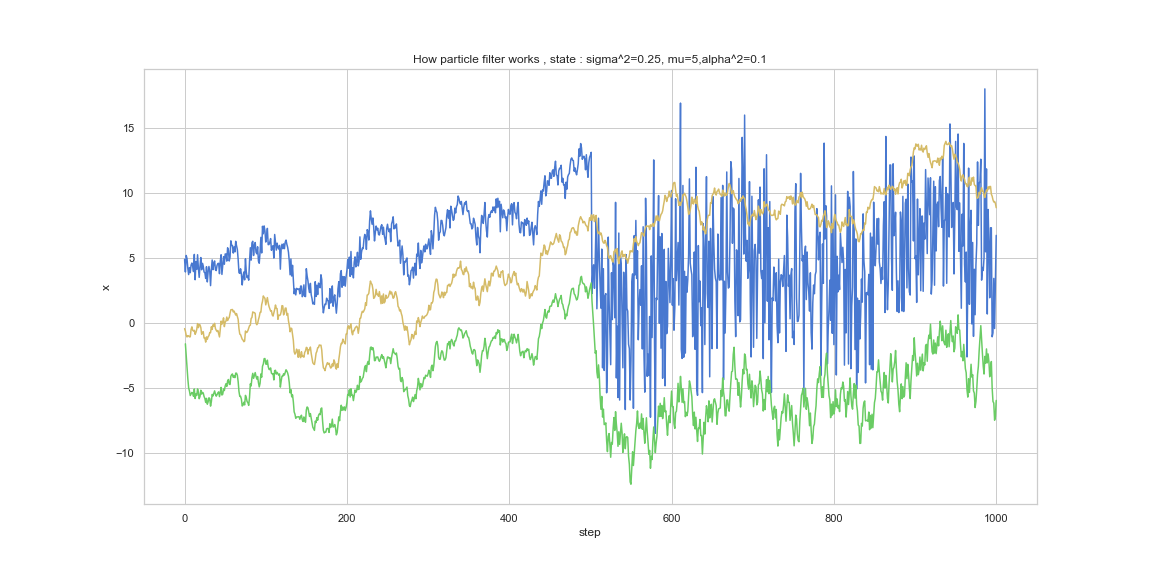 How particle filter works , state : sigma^2=0.25, mu=5,alpha^2=0.1
15
10
5
0
−5
−10
x
0 200 400 600 800 1000
step